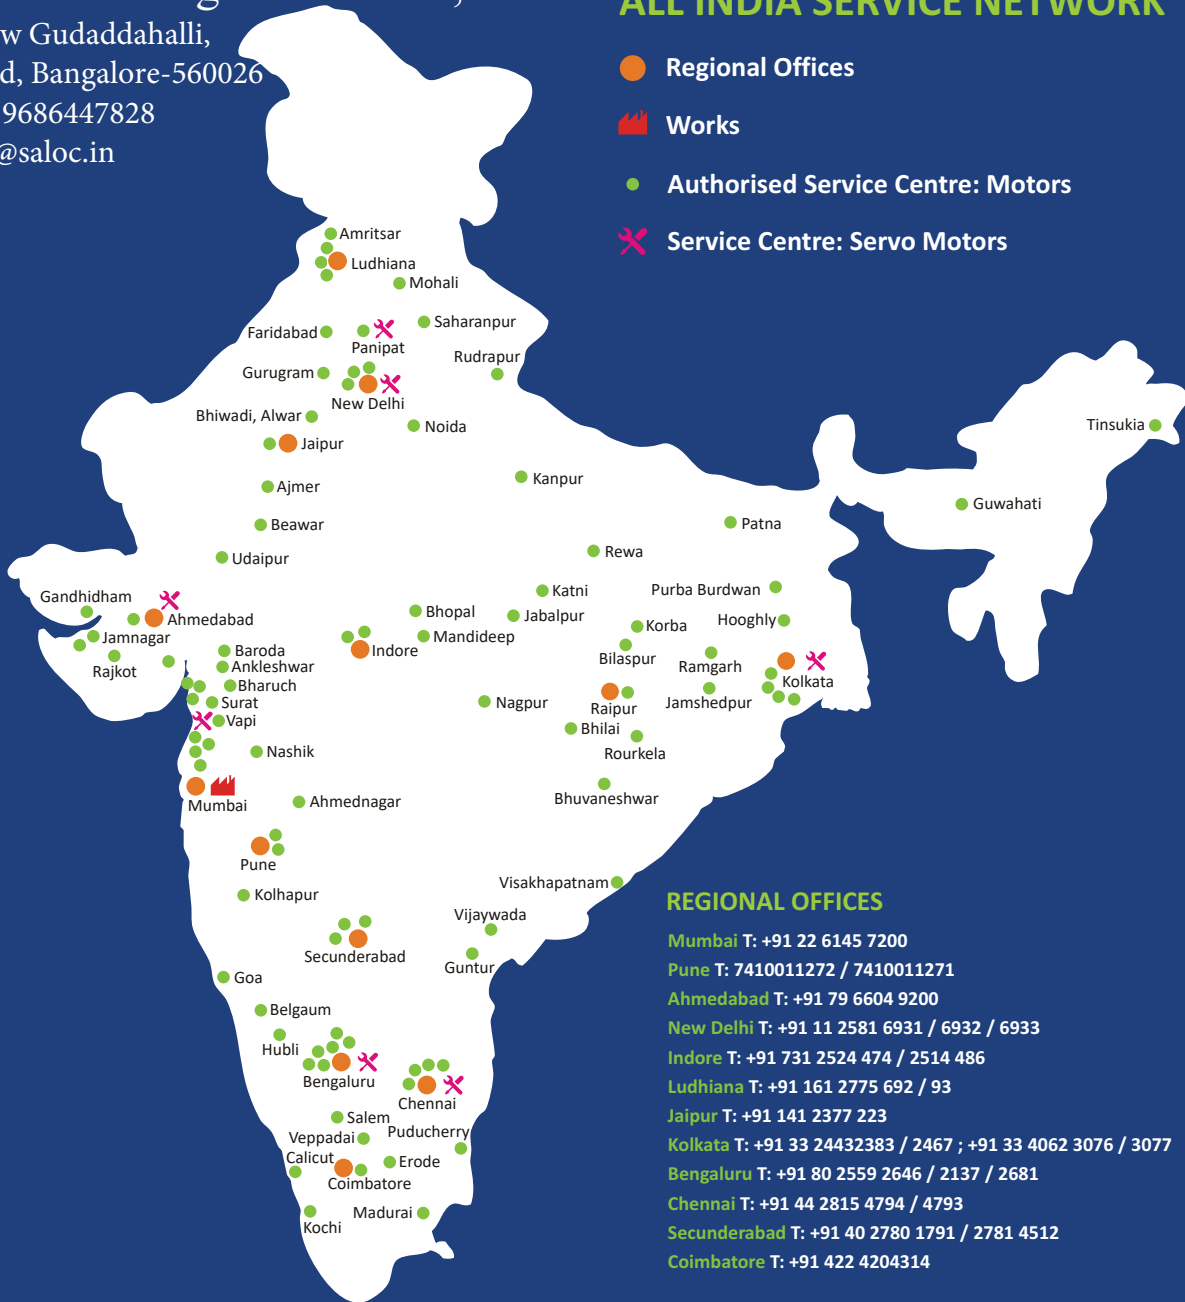 w Gudaddahalli,
d, Bangalore-560026
9686447828
@saloc.in
ALL INDIA SERVICE NETWORK
Regional Offices
Works
Authorised Service Centre: Motors
Service Centre: Servo Motors
Amritsar
Ludhiana
Mohali
Saharanpur
Faridabad
Panipat
Rudrapur
Gurugram
New Delhi
Bhiwadi, Alwar
Noida
Jaipur
Tinsukia
Kanpur
Ajmer
Guwahati
Beawar
Patna
Udaipur
Rewa
Gandhidham
Katni
Purba Burdwan
Ahmedabad
Bhopal
Jabalpur
Hooghly
Jamnagar
Mandideep
Korba
Baroda
Indore
Bilaspur
Rajkot
Ankleshwar
Ramgarh
Kolkata
Bharuch
Surat
Nagpur
Raipur
Jamshedpur
Vapi
Bhilai
Nashik
Rourkela
Mumbai
Ahmednagar
Bhuvaneshwar
Pune
Kolhapur
Visakhapatnam
Vijaywada
Secunderabad
Guntur
Goa
Belgaum
Hubli
Bengaluru
Chennai
Salem
Veppadai
Puducherry
Calicut
Erode
Coimbatore
Madurai
Kochi
REGIONAL OFFICES
Mumbai T: +91 22 6145 7200
Pune T: 7410011272 / 7410011271
Ahmedabad T: +91 79 6604 9200
New Delhi T: +91 11 2581 6931 / 6932 / 6933
Indore T: +91 731 2524 474 / 2514 486
Ludhiana T: +91 161 2775 692 / 93
Jaipur T: +91 141 2377 223
Kolkata T: +91 33 24432383 / 2467 ; +91 33 4062 3076 / 3077
Bengaluru T: +91 80 2559 2646 / 2137 / 2681
Chennai T: +91 44 2815 4794 / 4793
Secunderabad T: +91 40 2780 1791 / 2781 4512
Coimbatore T: +91 422 4204314